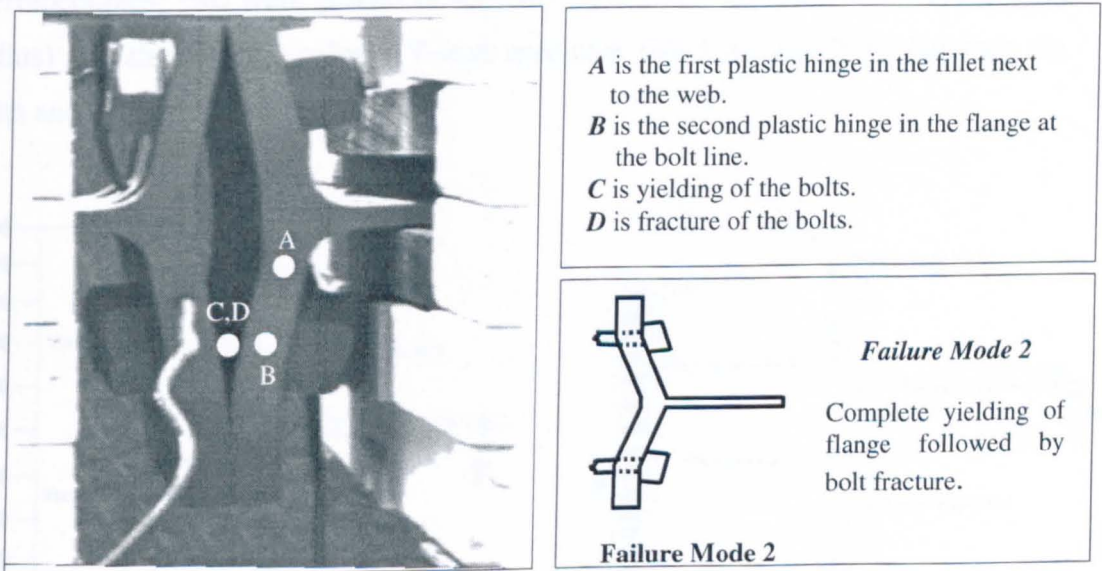 A
C,D
B
A is the first plastic hinge in the fillet next
to the web.
B is the second plastic hinge in the flange at
the bolt line.
C is yielding of the bolts.
D is fracture of the bolts.
Failure Mode 2
Complete yielding of
flange followed by
bolt fracture.
Failure Mode 2